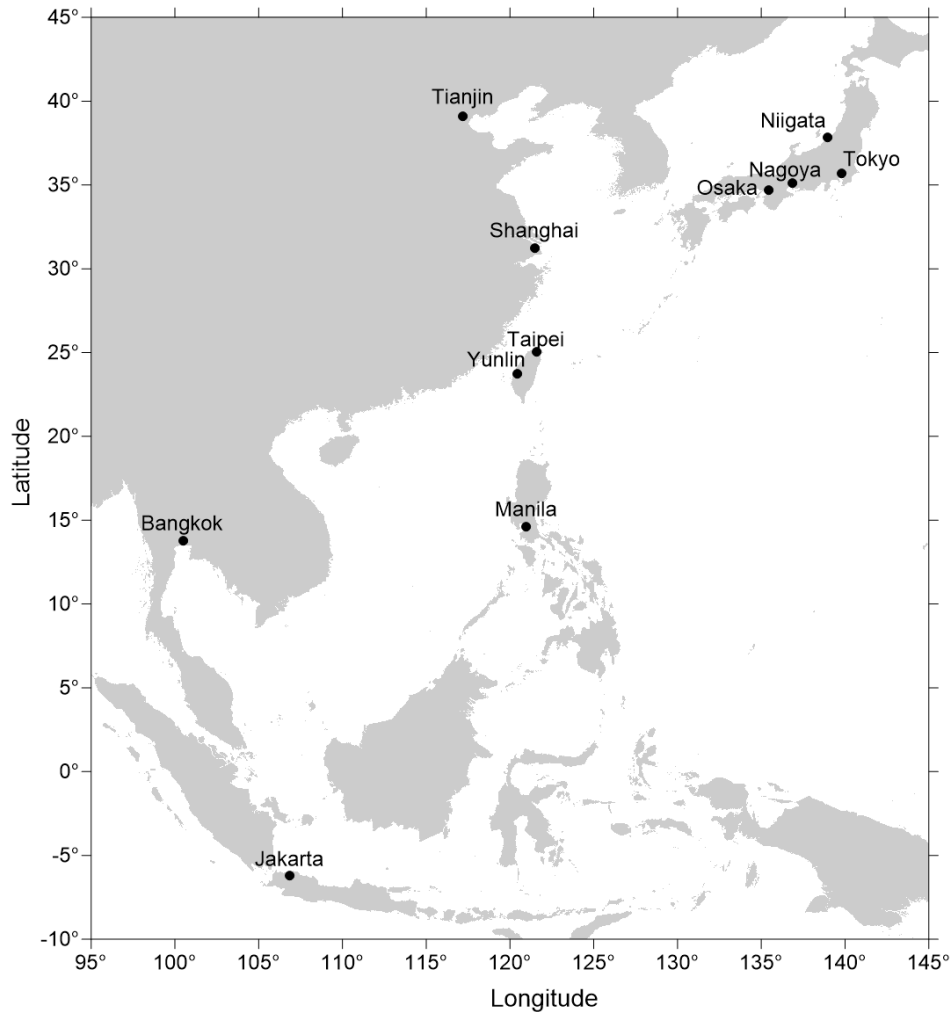 45°
40°
35°
30°
25°
20°
15°
10°
5°
0°
-5°
-10°
Latitude
Tianjin
Niigata
Tokyo
Nagoya
Osaka
Shanghai
Taipei
Yunlin
Manila
Bangkok
Jakarta
95° 100° 105° 110° 115° 120° 125° 130° 135° 140° 145°
Longitude